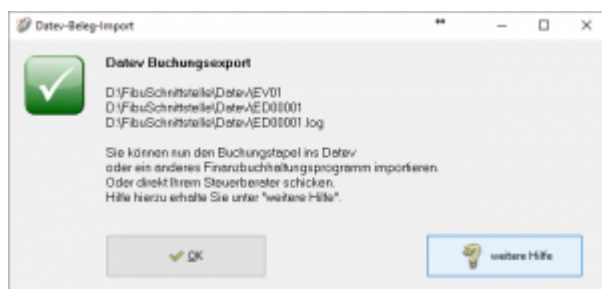 Datev-Beleg-Import
Datev Buchungsexport
D:\FibuSchnittstelle\Datev\EV01
D:\FibuSchnittstelle\Datev\ED00001
D:\FibuSchnittstelle\Datev\ED00001.log
Sie können nun den Buchungstapel ins Datev
oder ein anderes Finanzbuchhaltungsprogramm importieren.
Oder direkt Ihrem Steuerberater schicken.
Hilfe hierzu erhalte Sie unter "weitere Hilfe".
OK
weitere Hilfe